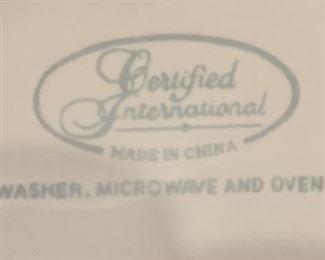 Certified
International
MADE IN CHINA
WASHER, MICROWAVE AND OVEN